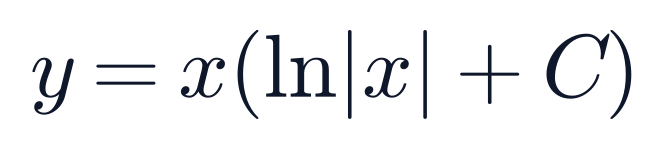 y = x(ln|x| + C)